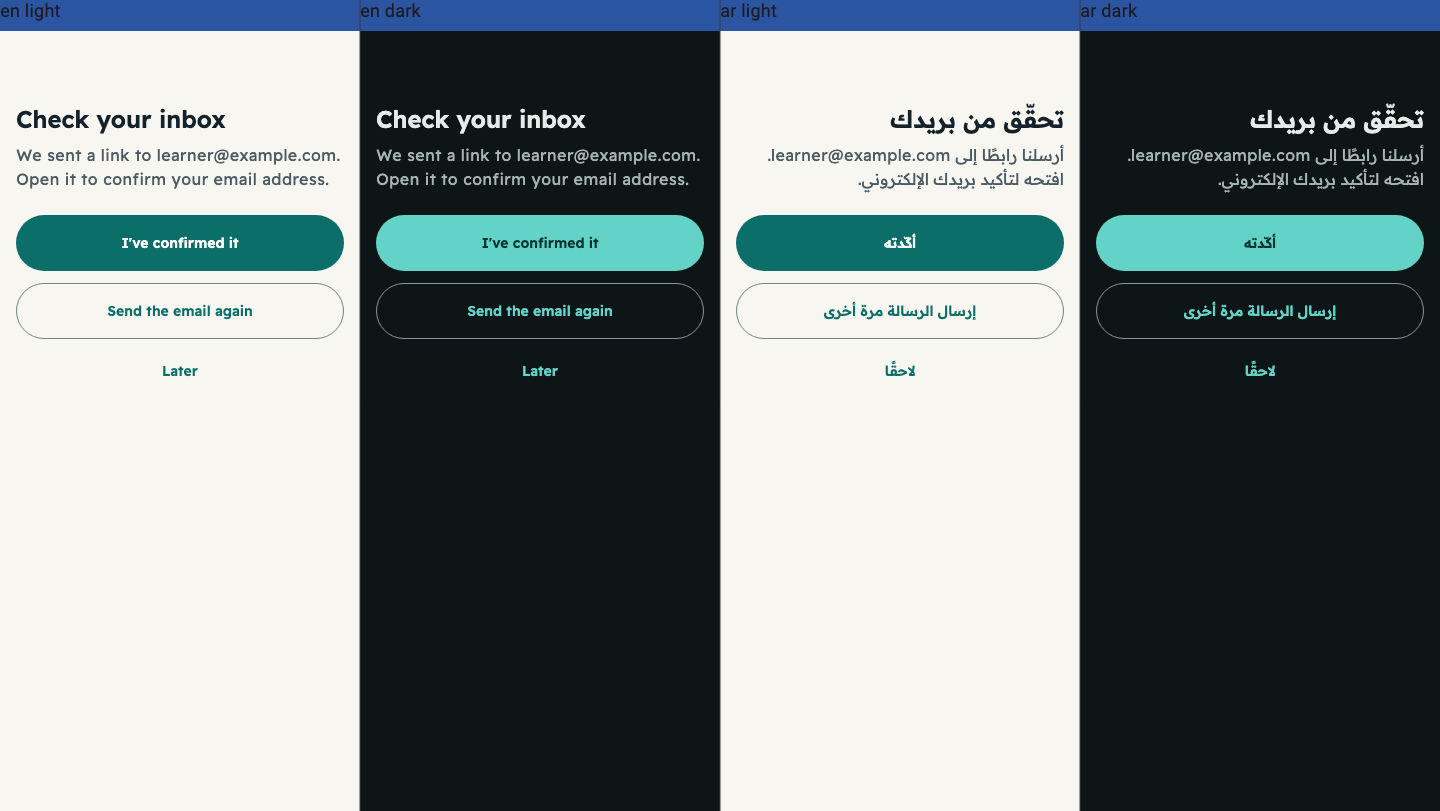 en light
Check your inbox
We sent a link to learner@example.com.
Open it to confirm your email address.
I've confirmed it
Send the email again
Later
en dark
Check your inbox
We sent a link to learner@example.com.
Open it to confirm your email address.
I've confirmed it
Send the email again
Later
ar light
تحقّق من بريدك
أرسلنا رابطًا إلى learner@example.com.
افتحه لتأكيد بريدك الإلكتروني.
أكّدته
إرسال الرسالة مرة أخرى
لاحقًا
ar dark
تحقّق من بريدك
أرسلنا رابطًا إلى learner@example.com.
افتحه لتأكيد بريدك الإلكتروني.
أكّدته
إرسال الرسالة مرة أخرى
لاحقًا